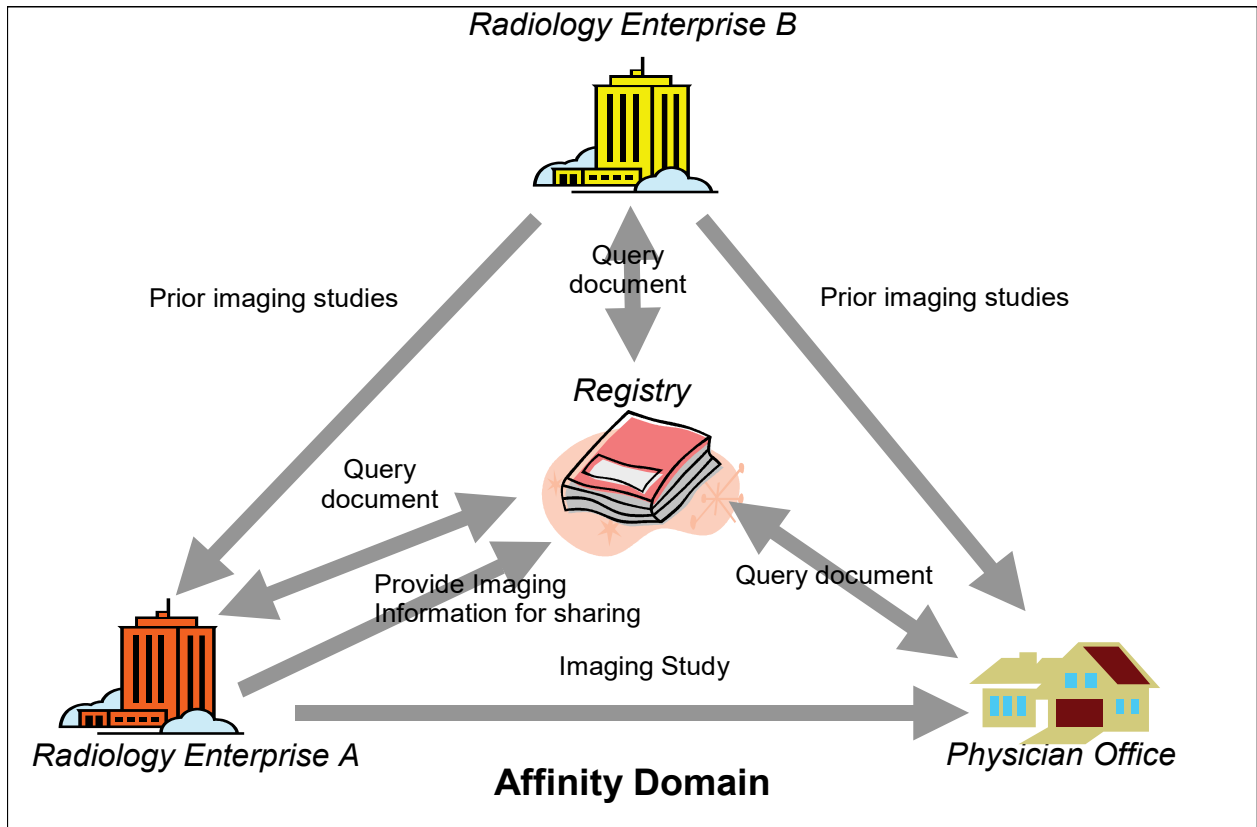 Radiology Enterprise B
Query
document
Prior imaging studies
Prior imaging studies
Registry
Query
document
Provide Imaging
Information for sharing
Query document
Imaging Study
Radiology Enterprise A
Physician Office
Affinity Domain